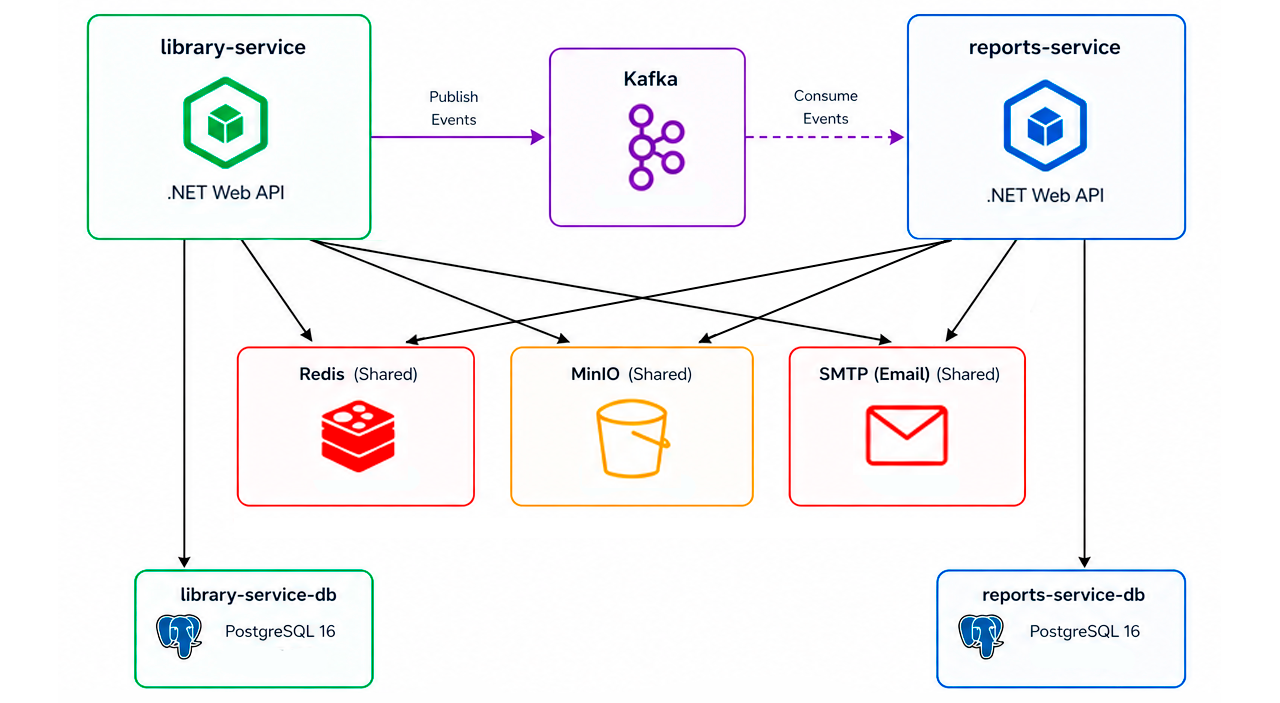 library-service
.NET Web API
Publish
Events
Kafka
Consume
Events
reports-service
.NET Web API
Redis (Shared)
MinIO (Shared)
SMTP (Email) (Shared)
library-service-db
PostgreSQL 16
reports-service-db
PostgreSQL 16